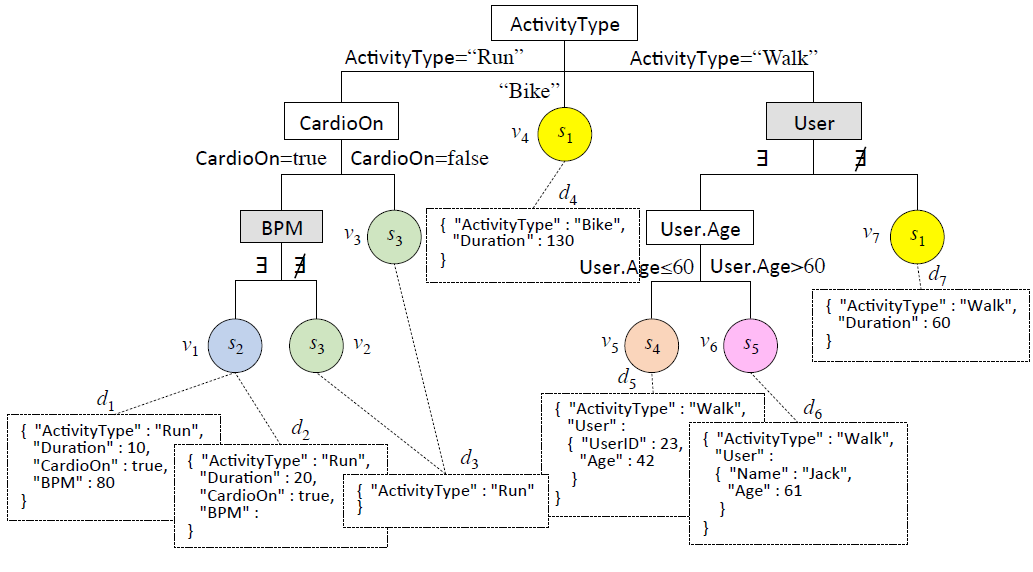 ActivityType
ActivityType=“Run”
ActivityType=“Walk”
“Bike”
CardioOn
v4
s1
User
CardioOn=true
CardioOn=false
∃
∄
d4
BPM
v3
s3
{ "ActivityType" : "Bike",
"Duration" : 130
}
User.Age
v7
s1
∃
∄
User.Age≤60
User.Age>60
d7
{ "ActivityType" : "Walk",
"Duration" : 60
}
v1
s2
s3
v2
v5
s4
v6
s5
d1
{ "ActivityType" : "Run",
"Duration" : 10,
"CardioOn" : true,
"BPM" : 80
}
d2
{ "ActivityType" : "Run",
"Duration" : 20,
"CardioOn" : true,
"BPM" :
}
d3
{ "ActivityType" : "Run"
}
d5
{ "ActivityType" : "Walk",
"User" :
{ "UserID" : 23,
"Age" : 42
}
}
d6
{ "ActivityType" : "Walk",
"User" :
{ "Name" : "Jack",
"Age" : 61
}
}